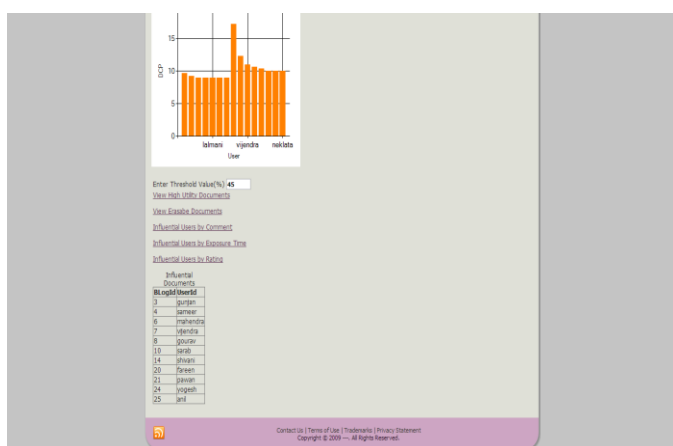 15
10
5
0
DCP
lalmani vijendra neklata
User
Enter Threshold Value(%) 45
View High Utility Documents
View Erasabe Documents
Influential Users by Comment
Influential Users by Exposure Time
Influential Users by Rating
Influental
Documents
BLogId UserId
3 gunjan
4 sameer
6 mahendra
7 vijendra
8 gourav
10 sarab
14 shivani
20 fareen
21 pawan
24 yogesh
25 anil
Contact Us | Terms of Use | Trademarks | Privacy Statement
Copyright © 2009 ---. All Rights Reserved.